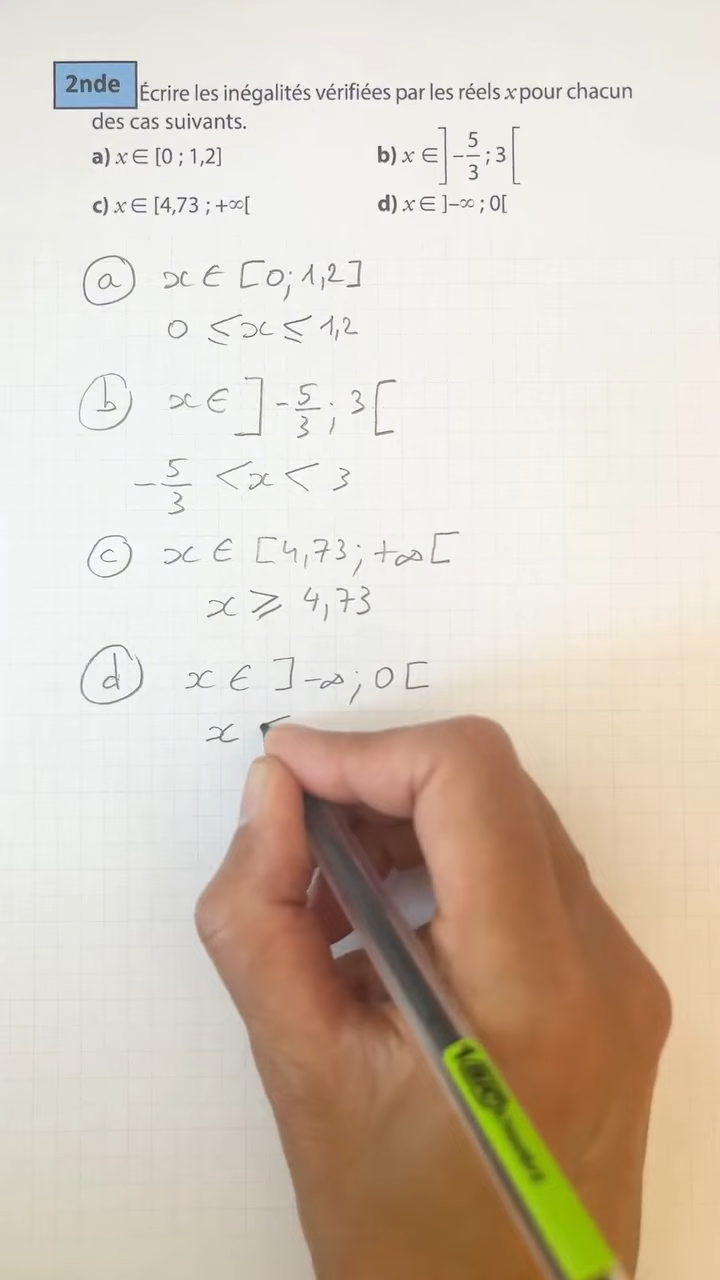 2nde Écrire les inégalités vérifiées par les réels x pour chacun
des cas suivants.
a) x ∈ [0 ; 1,2] b) x ∈ ]-5/3 ; 3[
c) x ∈ [4,73 ; +∞[ d) x ∈ ]-∞ ; 0[
a x ∈ [0; 1,2]
0 ⩽ x ⩽ 1,2
b x ∈ ]-5/3 ; 3[
-5/3 < x < 3
c x ∈ [4,73 ; +∞[
x ⩾ 4,73
d x ∈ ]-∞ ; 0[
x <